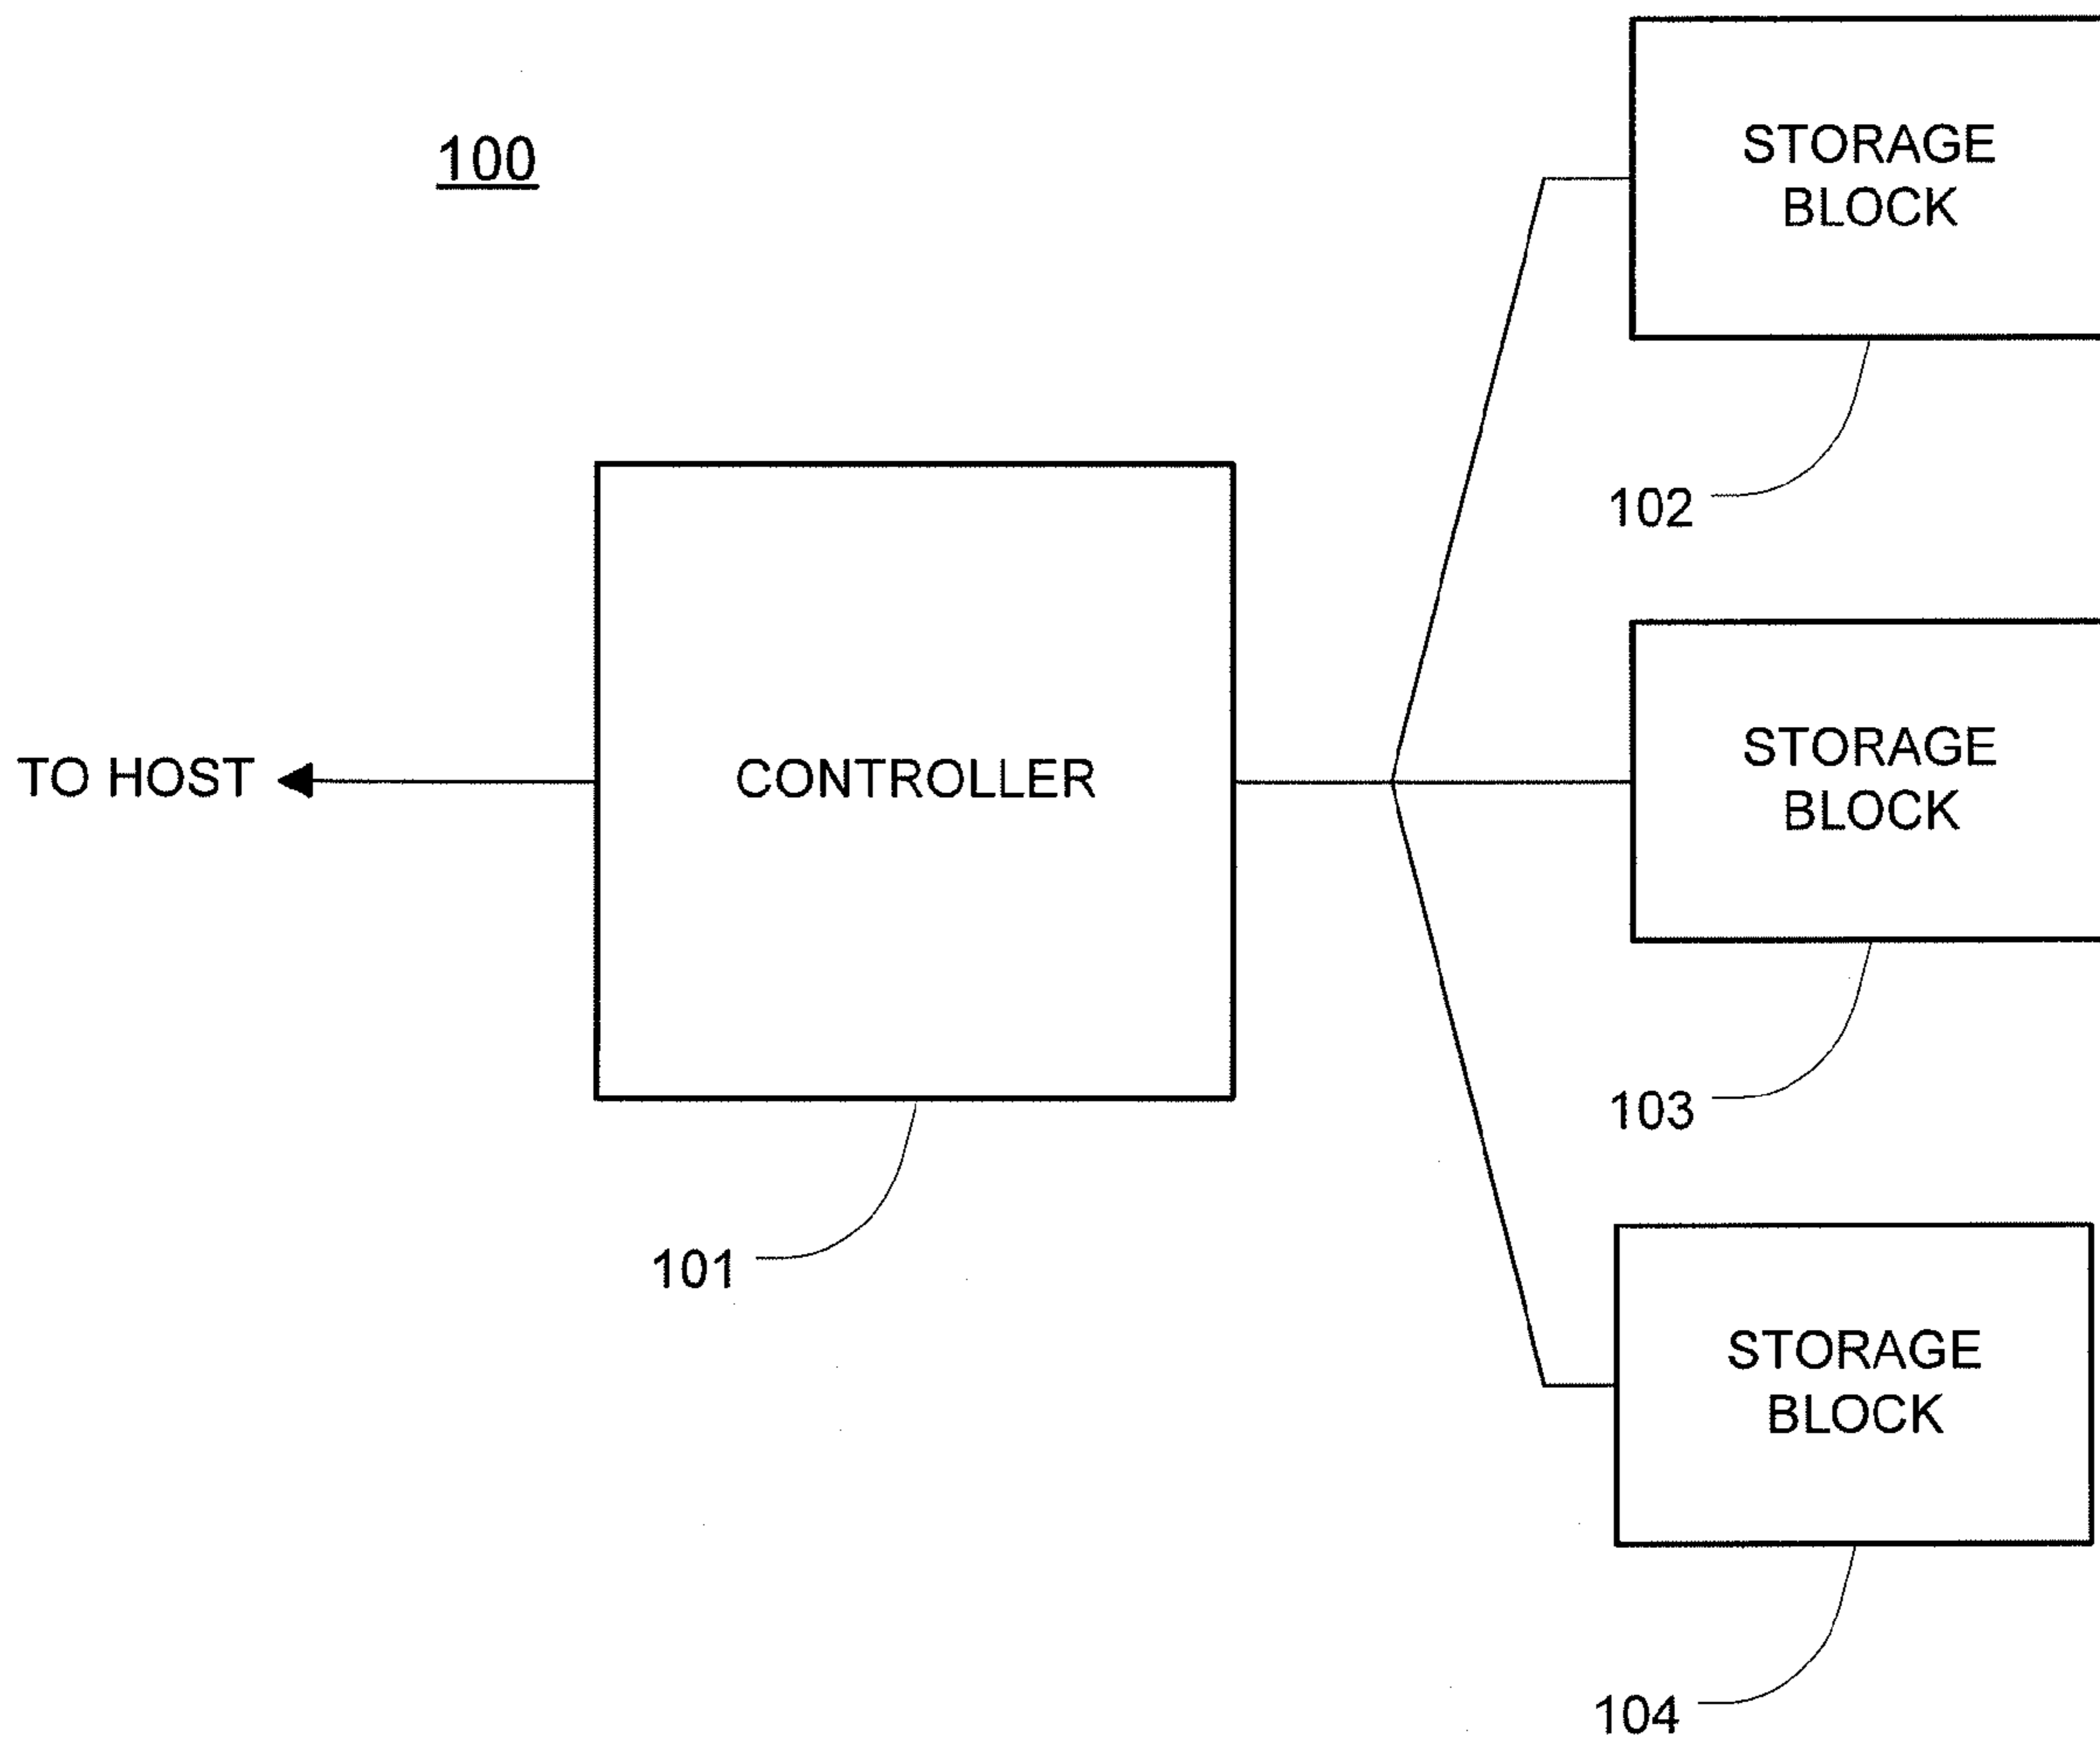 100
STORAGE
BLOCK
102
TO HOST
CONTROLLER
STORAGE
BLOCK
103
101
STORAGE
BLOCK
104